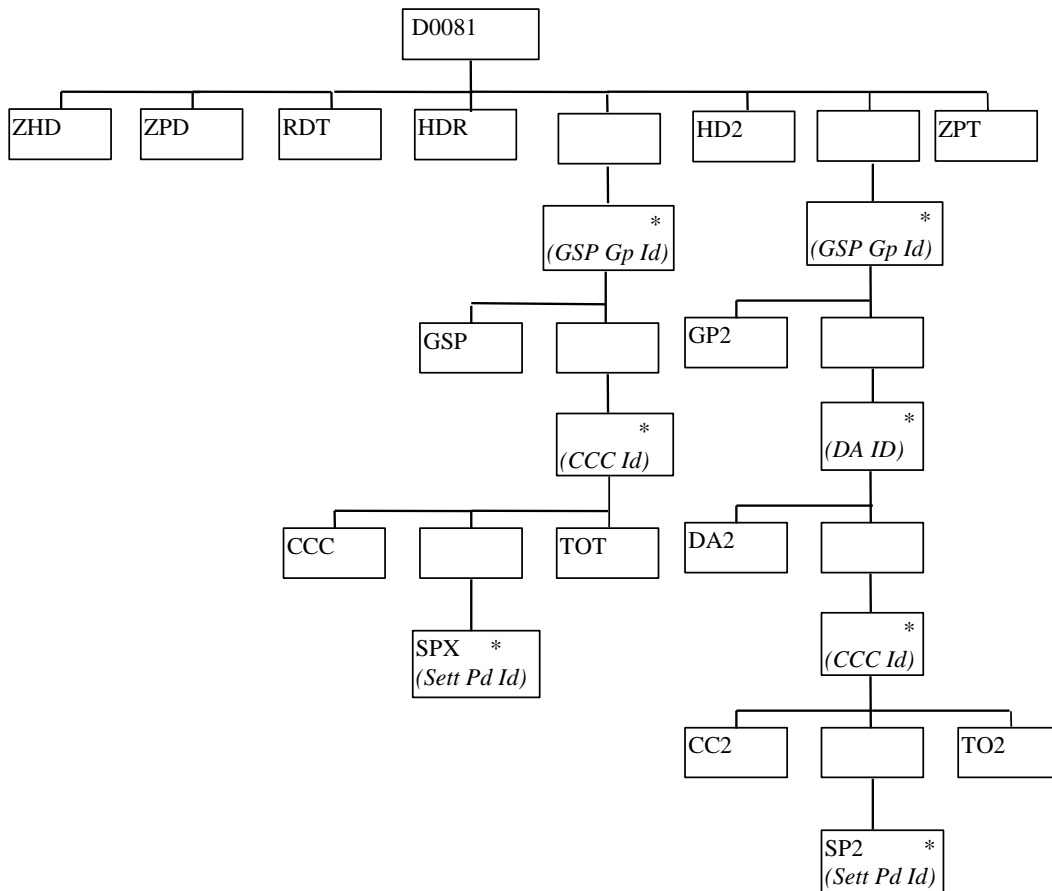 D0081
ZHD ZPD RDT HDR HD2 ZPT
* *
(GSP Gp Id) (GSP Gp Id)
GSP GP2
* *
(CCC Id) (DA ID)
CCC TOT DA2
SPX * *
(Sett Pd Id) (CCC Id)
CC2 TO2
SP2 *
(Sett Pd Id)